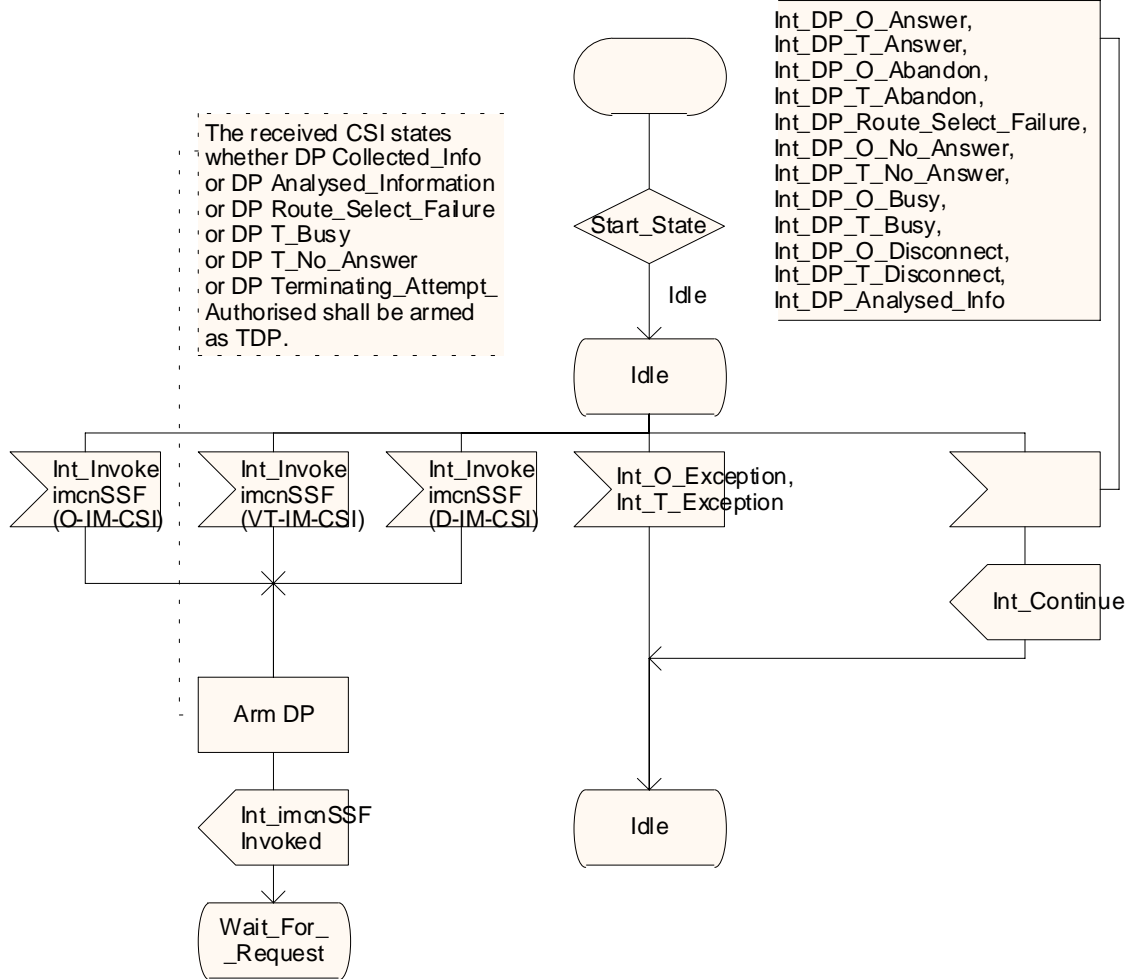 Int_DP_O_Answer,
Int_DP_T_Answer,
Int_DP_O_Abandon,
Int_DP_T_Abandon,
Int_DP_Route_Select_Failure,
Int_DP_O_No_Answer,
Int_DP_T_No_Answer,
Int_DP_O_Busy,
Int_DP_T_Busy,
Int_DP_O_Disconnect,
Int_DP_T_Disconnect,
Int_DP_Analysed_Info
The received CSI states
whether DP Collected_Info
or DP Analysed_Information
or DP Route_Select_Failure
or DP T_Busy
or DP T_No_Answer
or DP Terminating_Attempt_
Authorised shall be armed
as TDP.
Start_State
Idle
Idle
Int_Invoke
imcnSSF
(O-IM-CSI)
Int_Invoke
imcnSSF
(VT-IM-CSI)
Int_Invoke
imcnSSF
(D-IM-CSI)
Int_O_Exception,
Int_T_Exception
Int_Continue
Arm DP
Int_imcnSSF
Invoked
Idle
Wait_For_
_Request